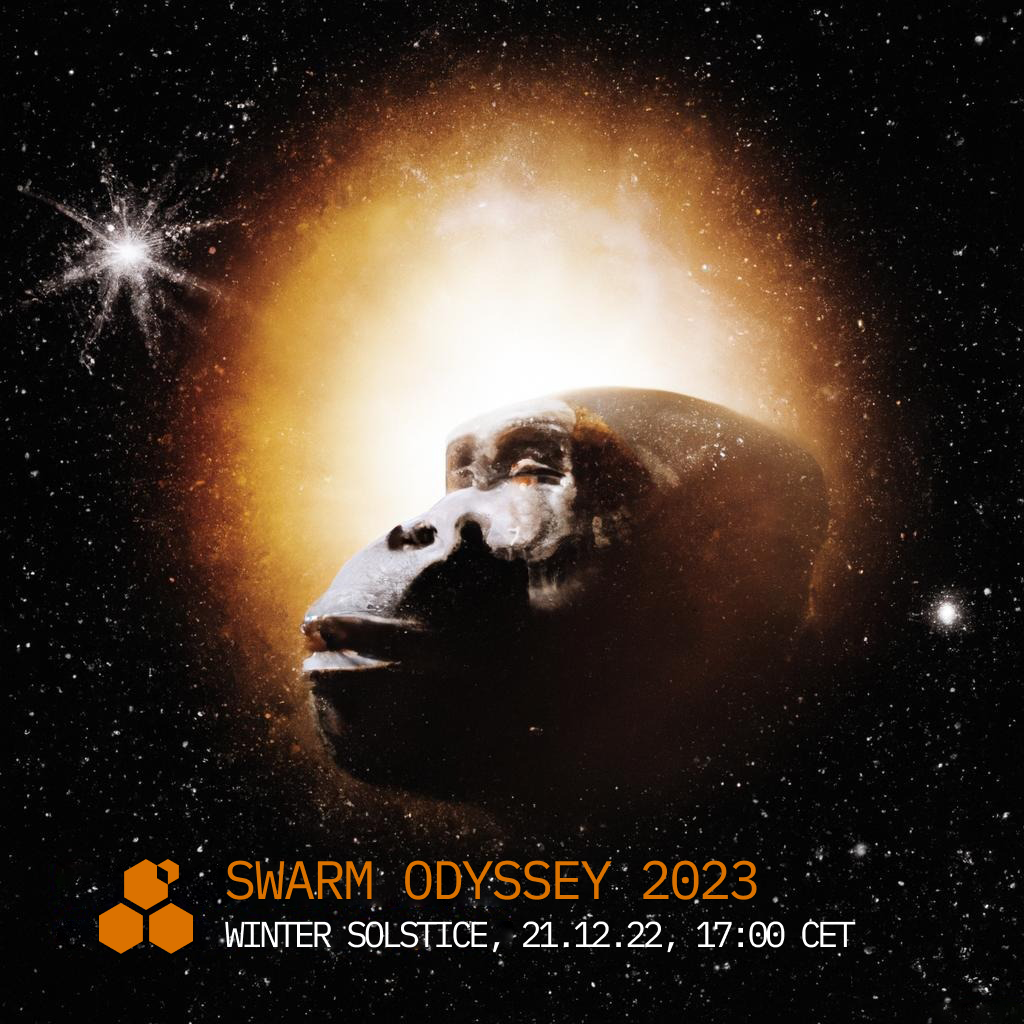 SWARM ODYSSEY 2023
WINTER SOLSTICE, 21.12.22, 17:00 CET